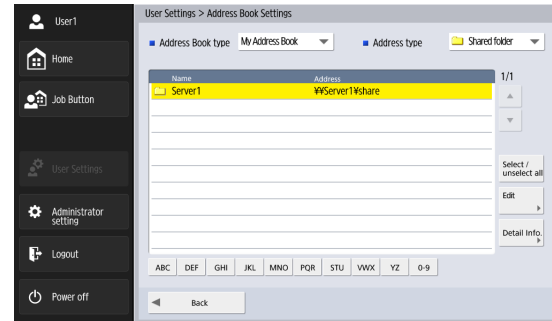 User1
Home
Job Button
User Settings
Administrator
setting
Logout
Power off
User Settings > Address Book Settings
Address Book type
My Address Book
Address type
Shared folder
Name
Address
Server1
¥¥Server1¥share
1/1
Select /
unselect all
Edit
Detail Info.
ABC
DEF
GHI
JKL
MNO
PQR
STU
VWX
YZ
0-9
Back